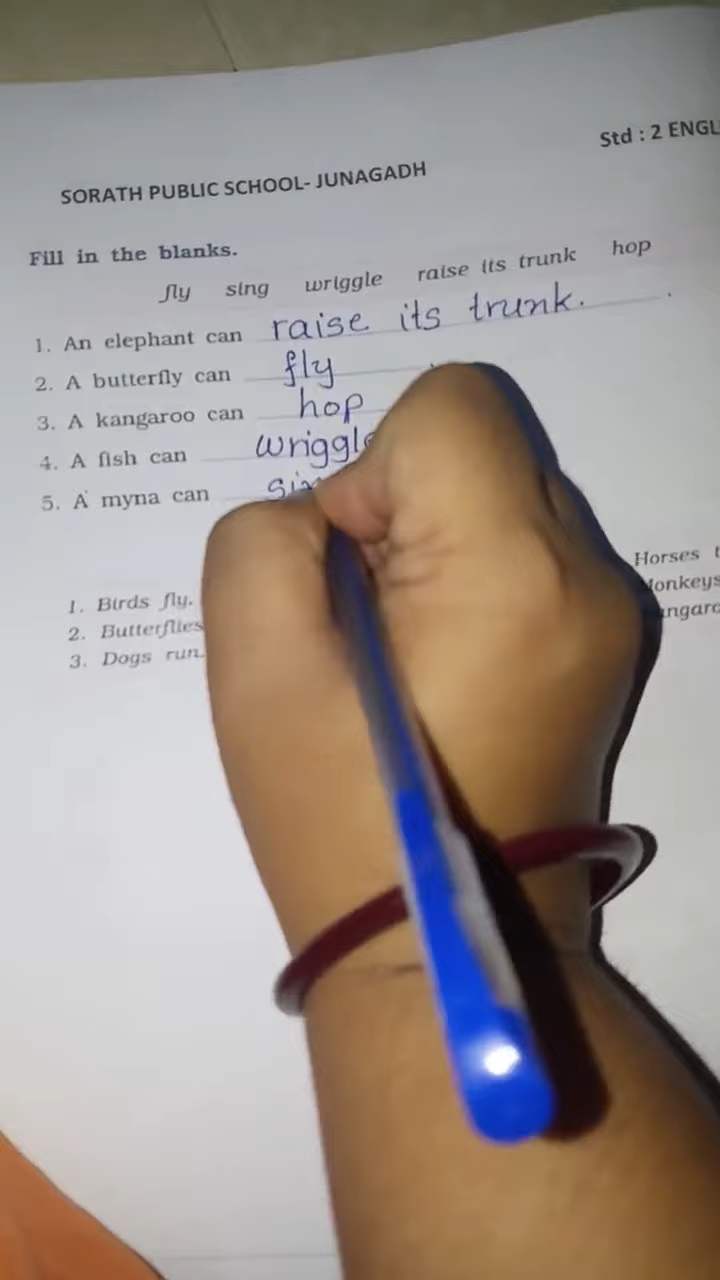 Std : 2 ENGL
SORATH PUBLIC SCHOOL- JUNAGADH
Fill in the blanks.
fly sing wriggle raise its trunk hop
1. An elephant can raise its trunk. .
2. A butterfly can fly .
3. A kangaroo can hop
4. A fish can wriggle
5. A myna can
1. Birds fly.
2. Butterflies
3. Dogs run.
Horses
Monkeys